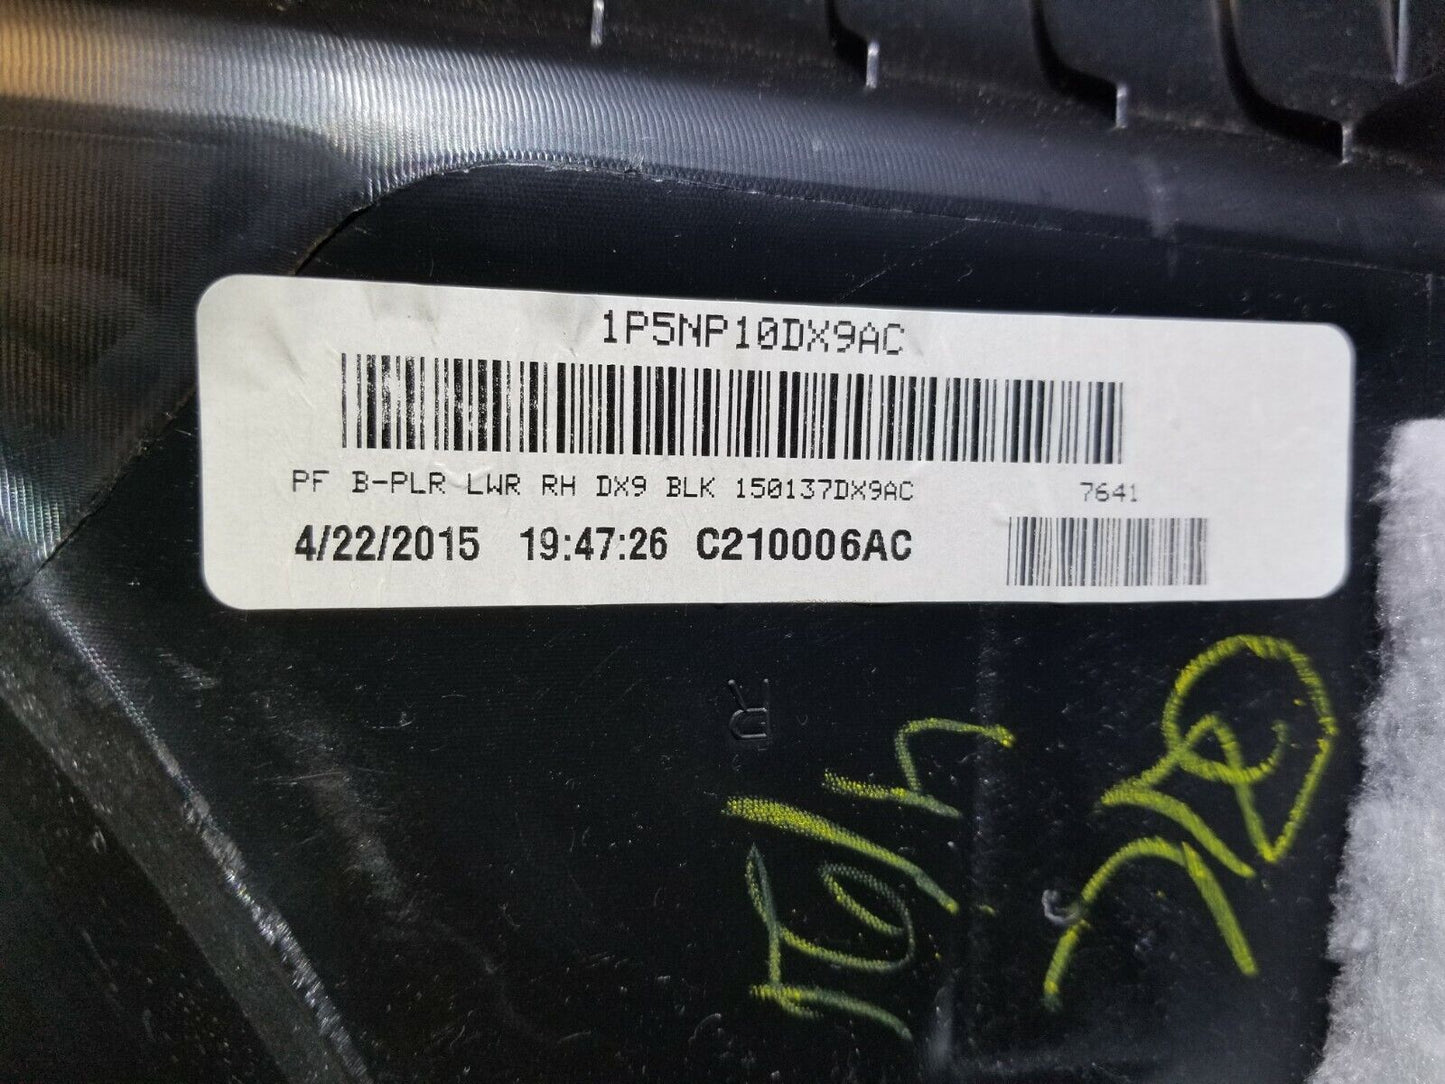 1P5NP10DX9AC
PF B-PLR LWR RH DX9 BLK 150137DX9AC 7641
4/22/2015 19:47:26 C210006AC
R